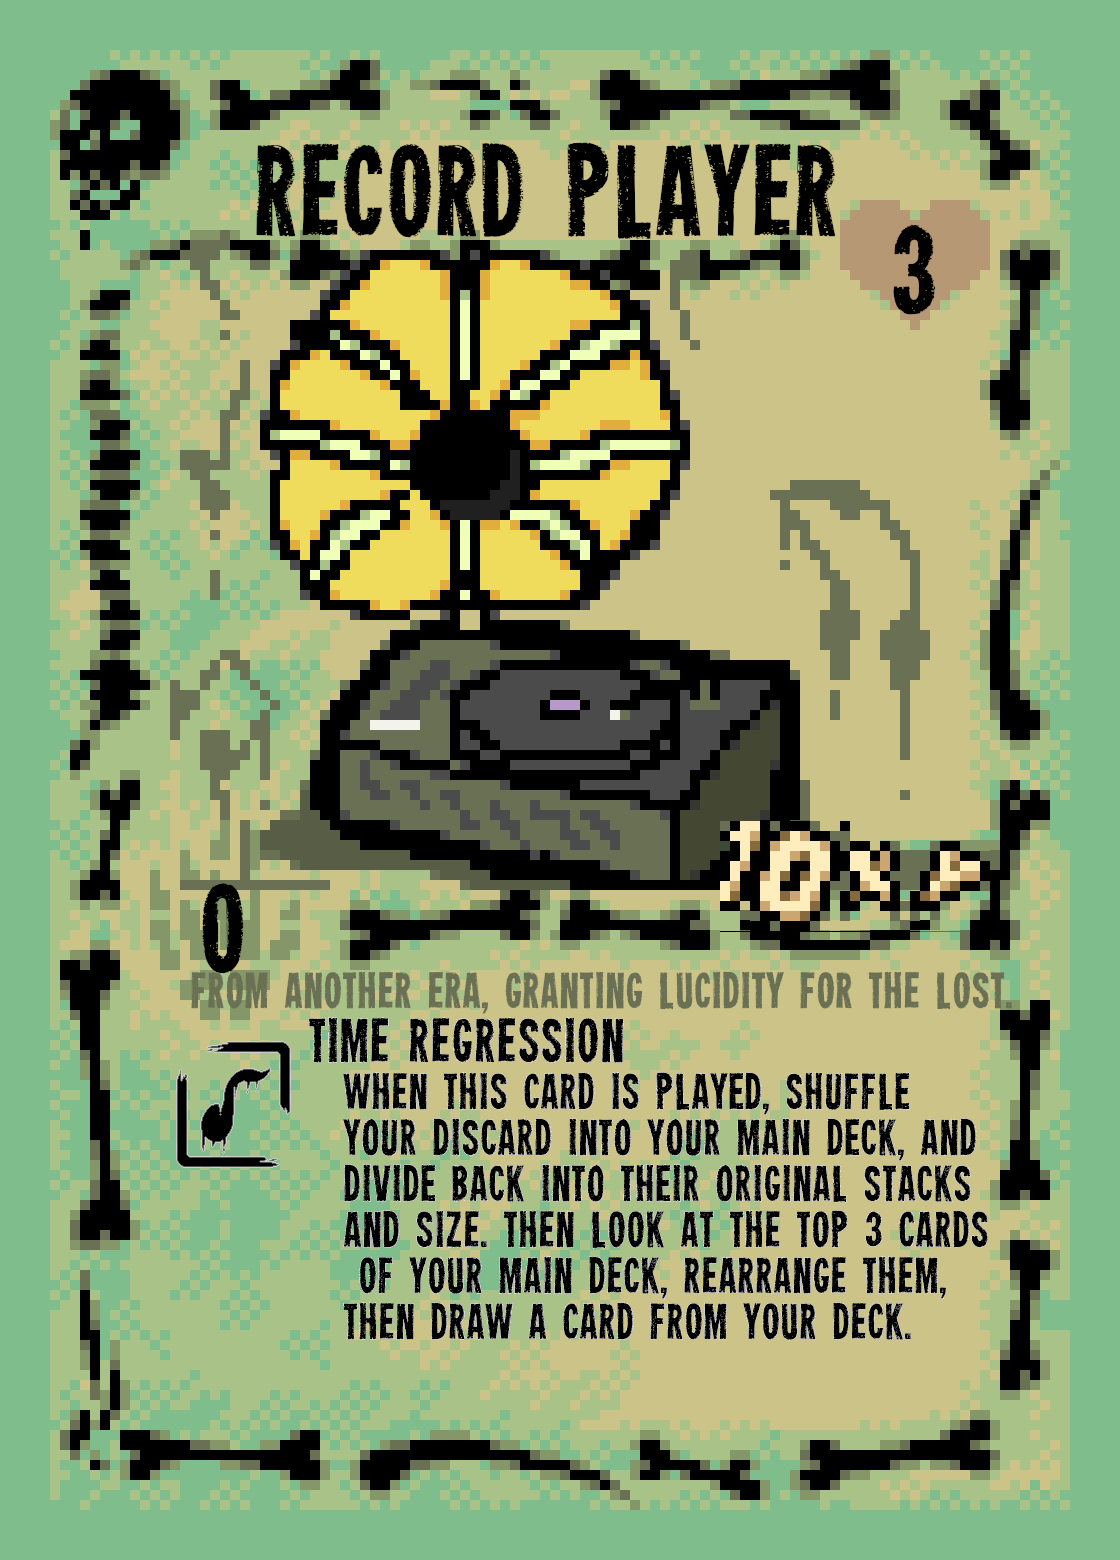 RECORD PLAYER
3
10X
0
FROM ANOTHER ERA, GRANTING LUCIDITY FOR THE LOST.
TIME REGRESSION
WHEN THIS CARD IS PLAYED, SHUFFLE
YOUR DISCARD INTO YOUR MAIN DECK, AND
DIVIDE BACK INTO THEIR ORIGINAL STACKS
AND SIZE. THEN LOOK AT THE TOP 3 CARDS
OF YOUR MAIN DECK, REARRANGE THEM,
THEN DRAW A CARD FROM YOUR DECK.